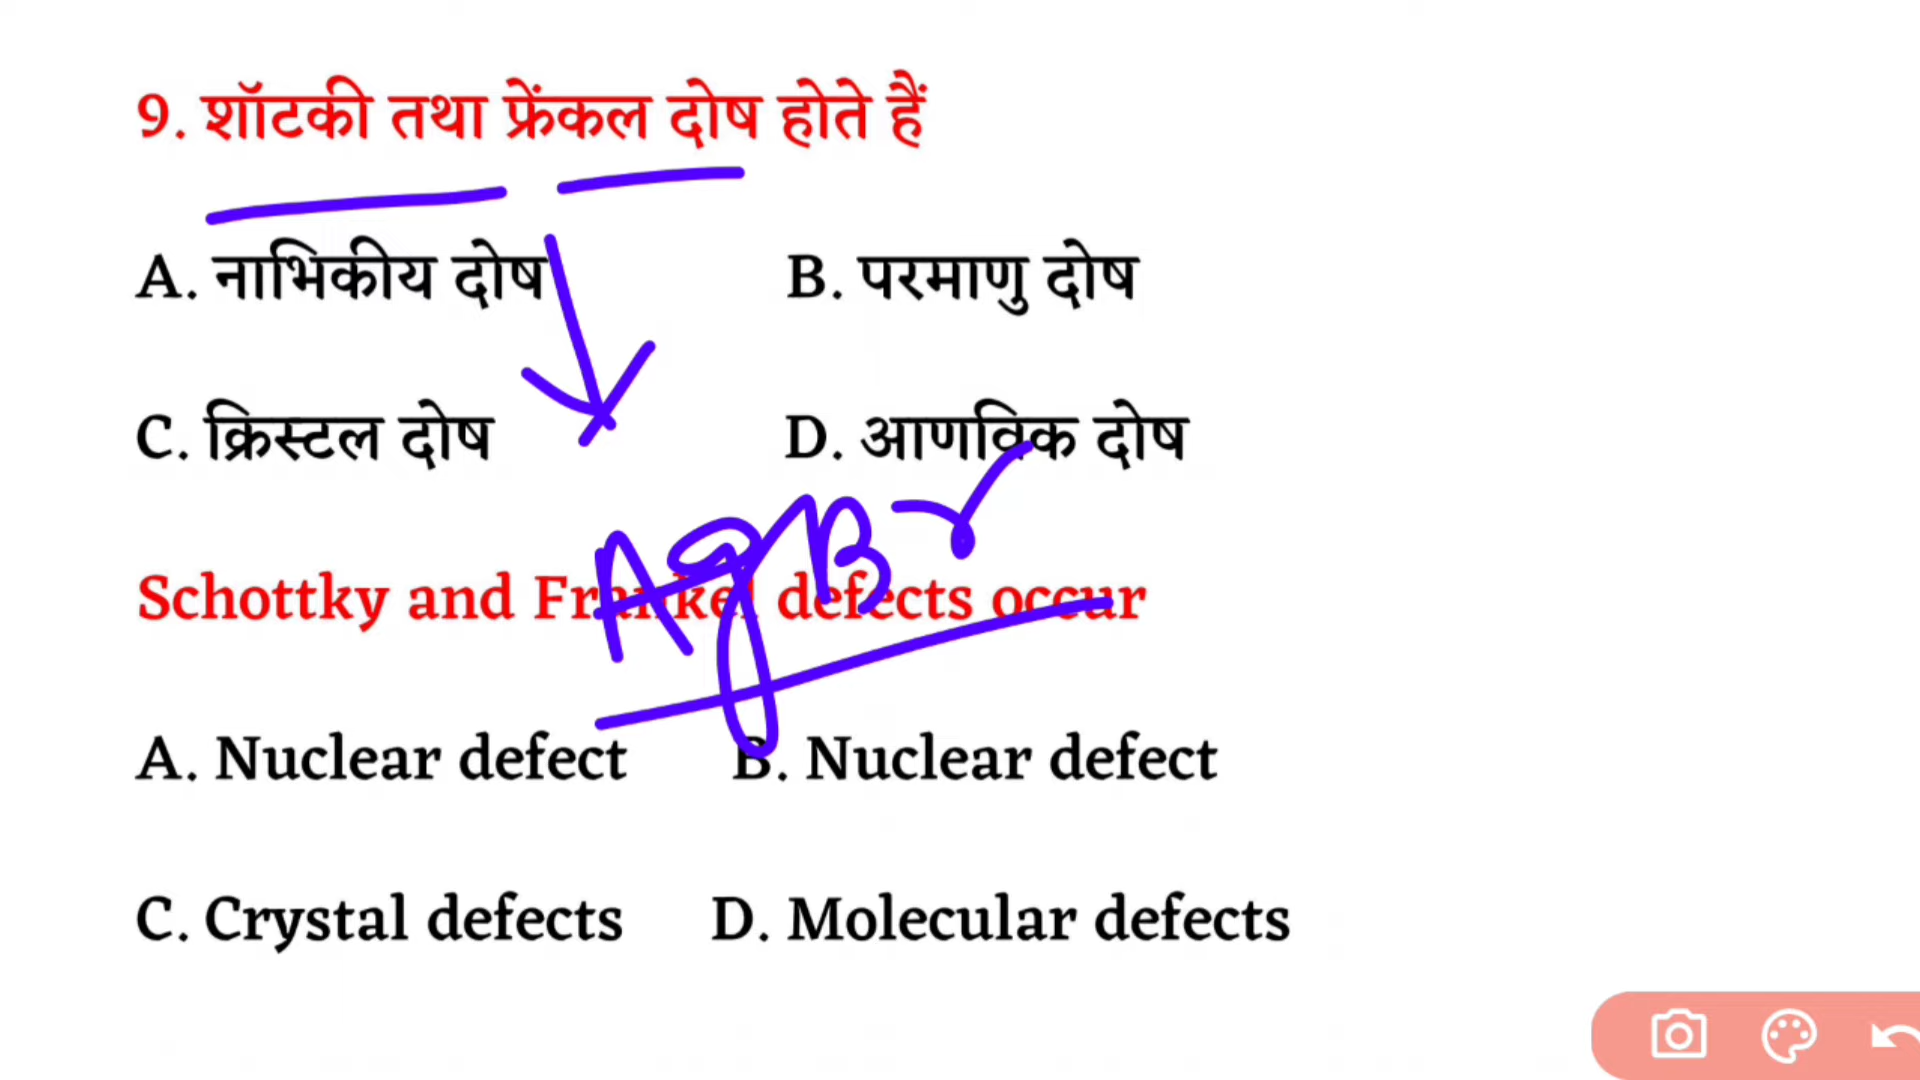 9. शॉटकी तथा फ्रेंकल दोष होते हैं
A. नाभिकीय दोष B. परमाणु दोष
C. क्रिस्टल दोष D. आणविक दोष
AgBr
Schottky and Frankel defects occur
A. Nuclear defect B. Nuclear defect
C. Crystal defects D. Molecular defects